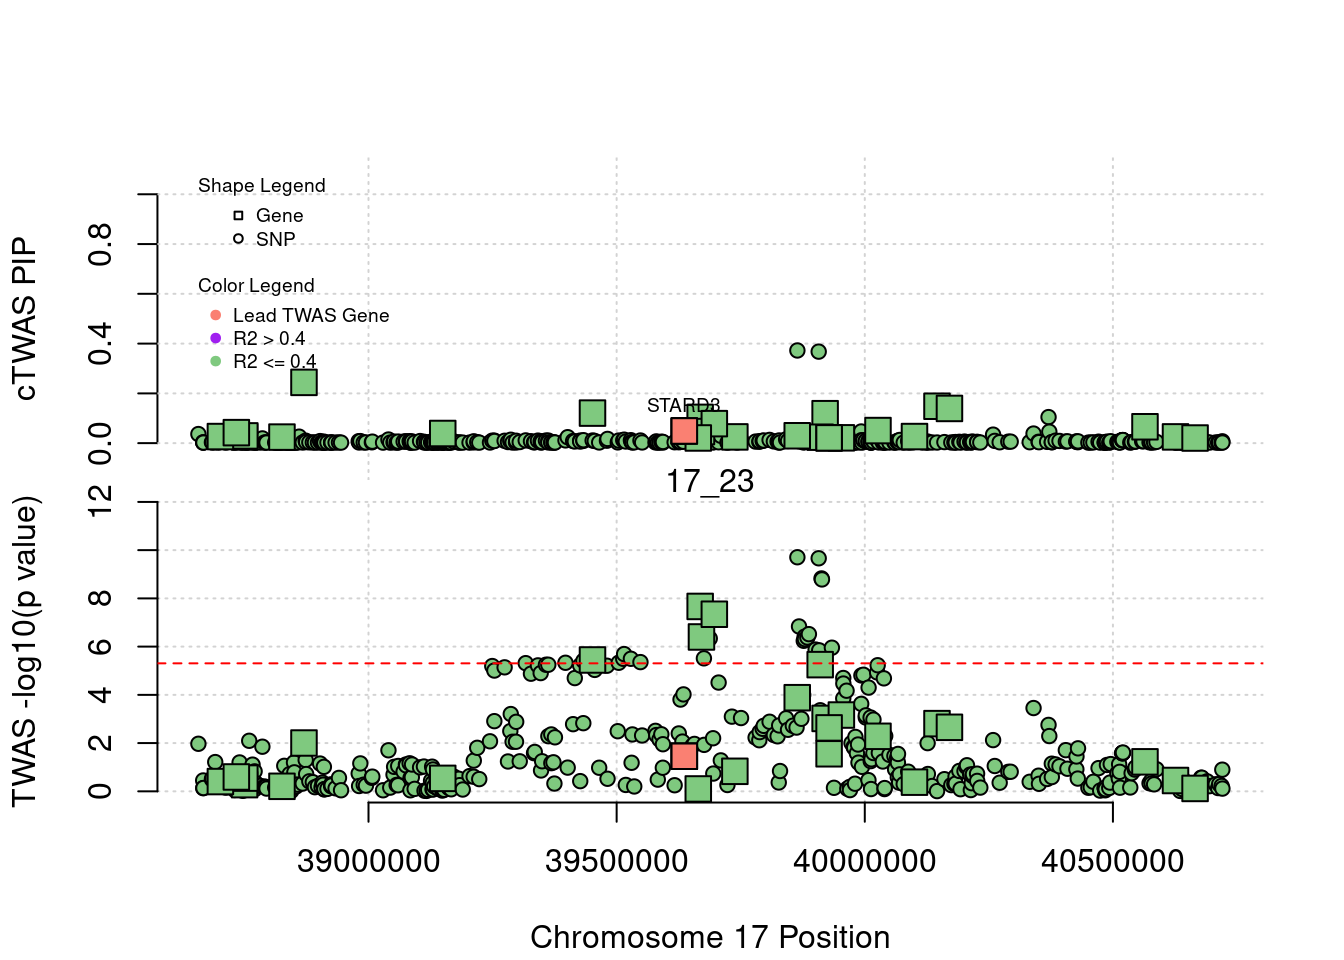 cTWAS PIP
0.0
0.4
0.8
Shape Legend
Gene
SNP
Color Legend
Lead TWAS Gene
R2 > 0.4
R2 <= 0.4
STARD3
17_23
TWAS -log10(p value)
0
2
4
6
8
12
39000000
39500000
40000000
40500000
Chromosome 17 Position